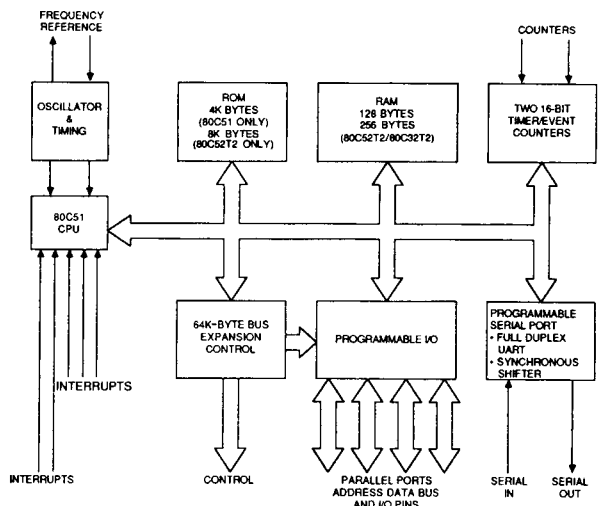 FREQUENCY
REFERENCE
COUNTERS
OSCILLATOR
&
TIMING
ROM
4K BYTES
(80C51 ONLY)
8K BYTES
(80C52T2 ONLY)
RAM
128 BYTES
256 BYTES
(80C52T2/80C32T2)
TWO 16-BIT
TIMER/EVENT
COUNTERS
80C51
CPU
64K-BYTE BUS
EXPANSION
CONTROL
PROGRAMMABLE I/O
PROGRAMMABLE
SERIAL PORT
• FULL DUPLEX
UART
• SYNCHRONOUS
SHIFTER
INTERRUPTS
INTERRUPTS
CONTROL
PARALLEL PORTS
ADDRESS DATA BUS
AND I/O PINS
SERIAL
IN
SERIAL
OUT